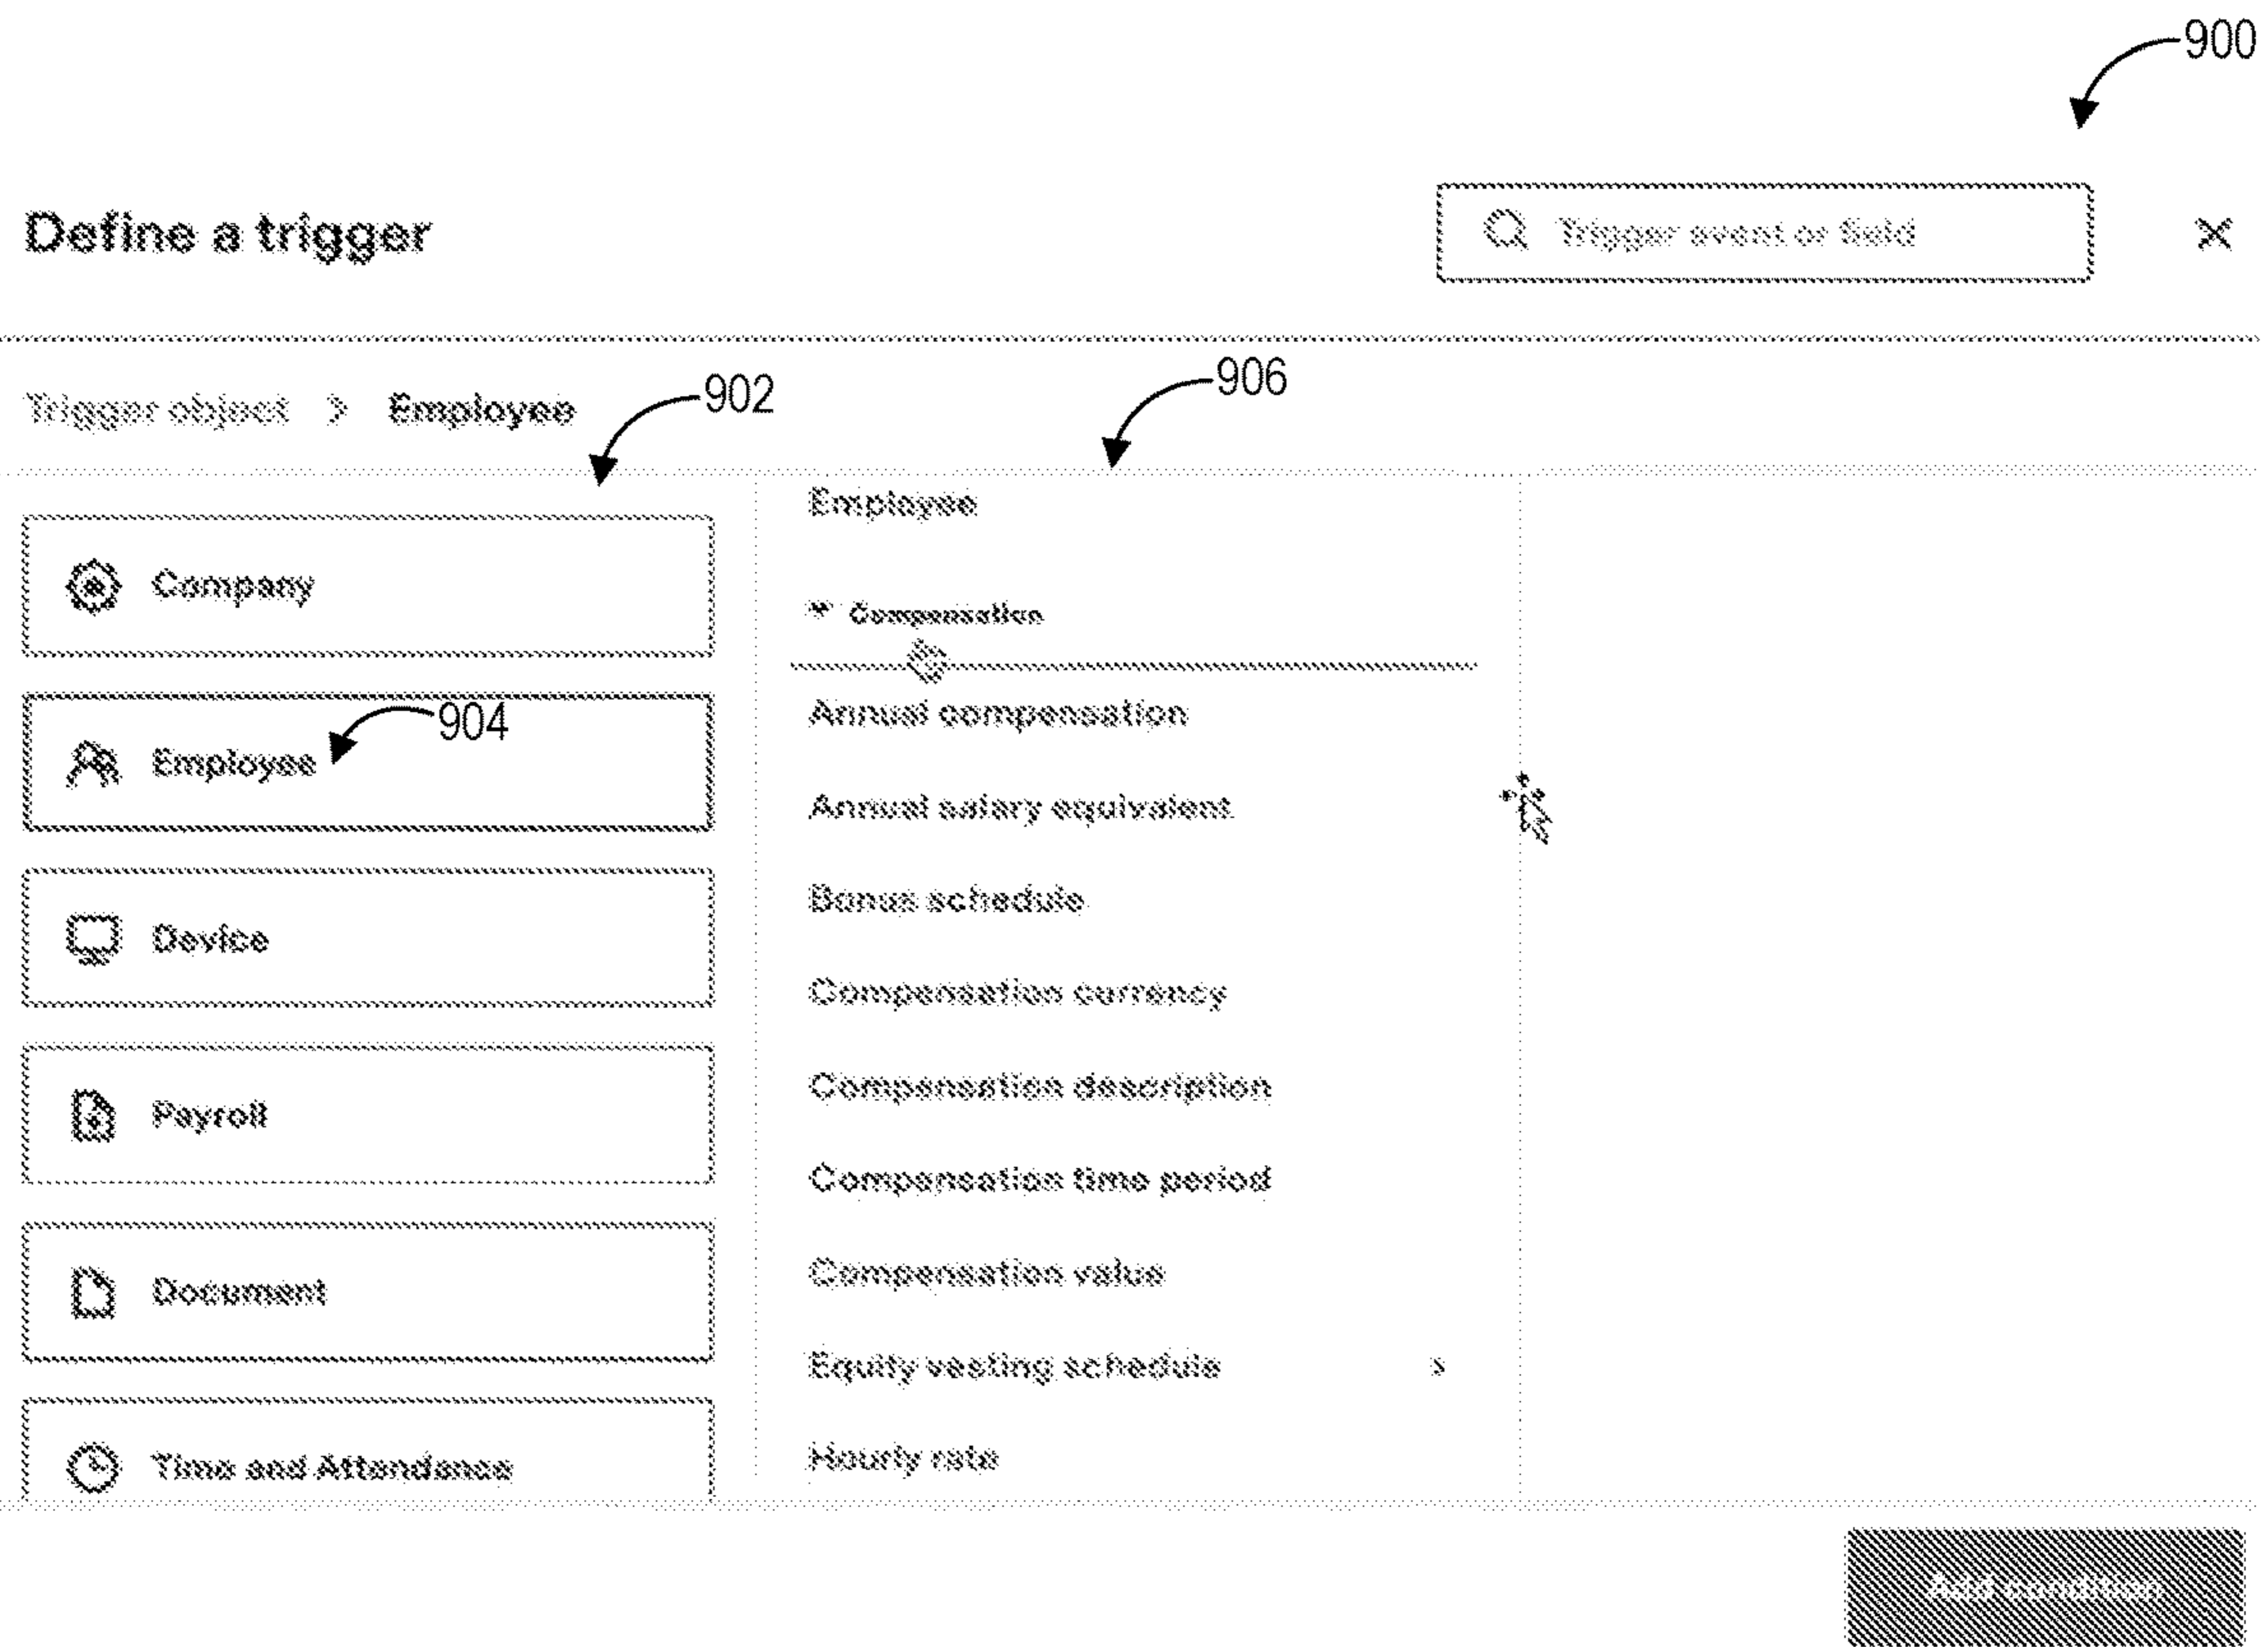 900
Define a trigger
Trigger event or field
Trigger object > Employee
902
906
Company
Employee
904
Device
Payroll
Document
Time and Attendance
Employee
Compensation
Annual compensation
Annual salary equivalent
Bonus schedule
Compensation currency
Compensation description
Compensation time period
Compensation value
Equity vesting schedule >
Hourly rate
Add condition